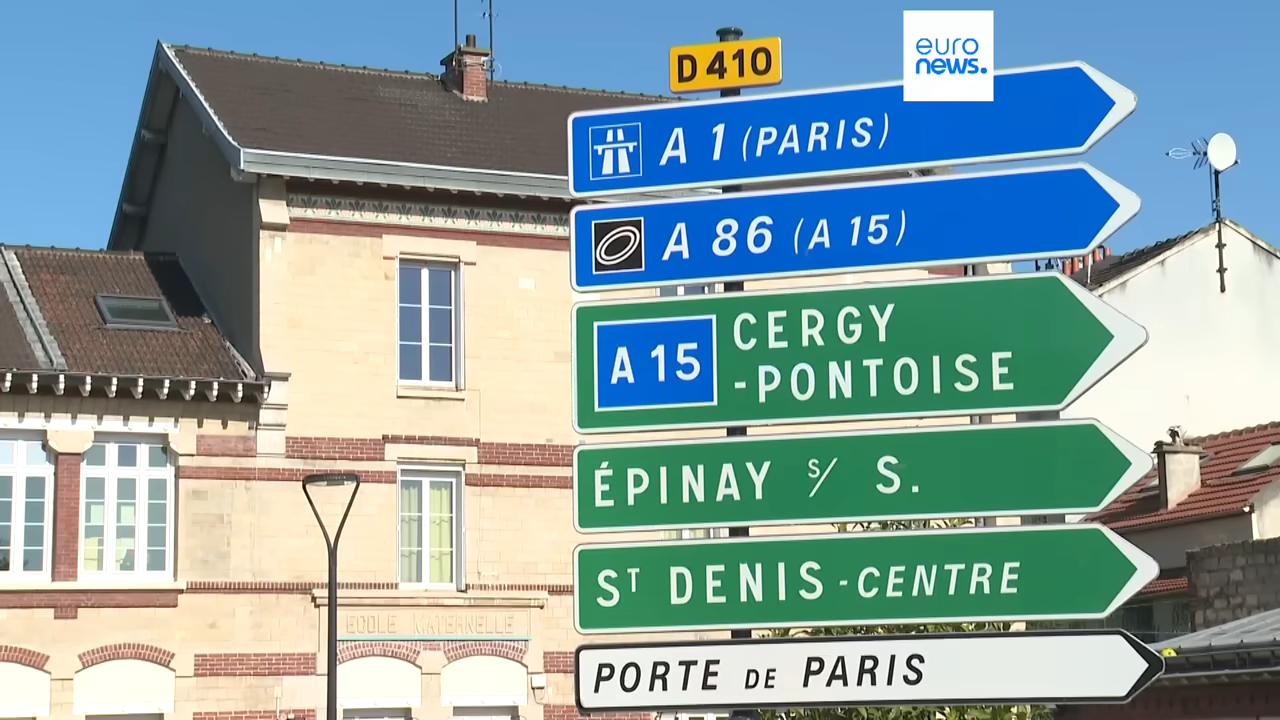 euro
news.
D 410
A 1 (PARIS)
A 86 (A 15)
A 15
CERGY
-PONTOISE
ÉPINAY s/ S.
ST DENIS-CENTRE
ECOLE MATERNELLE
PORTE DE PARIS